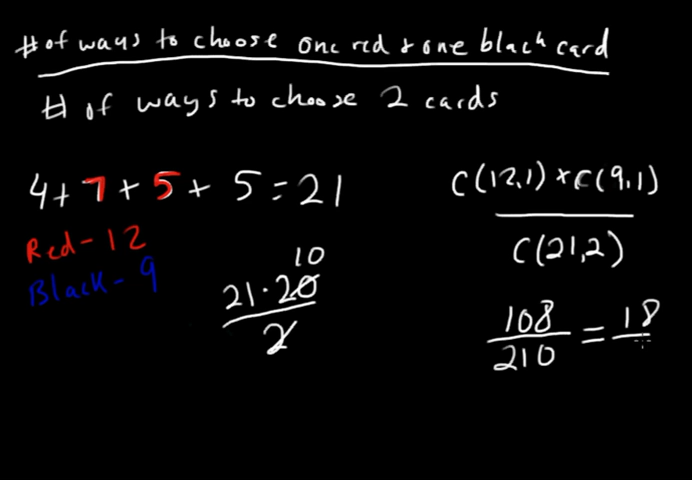 # of ways to choose one red & one black card
# of ways to choose 2 cards
4 + 7 + 5 + 5 = 21
Red - 12
Black - 9
10
21 · 20
2
C(12,1) × C(9,1)
C(21,2)
108
210
= 18